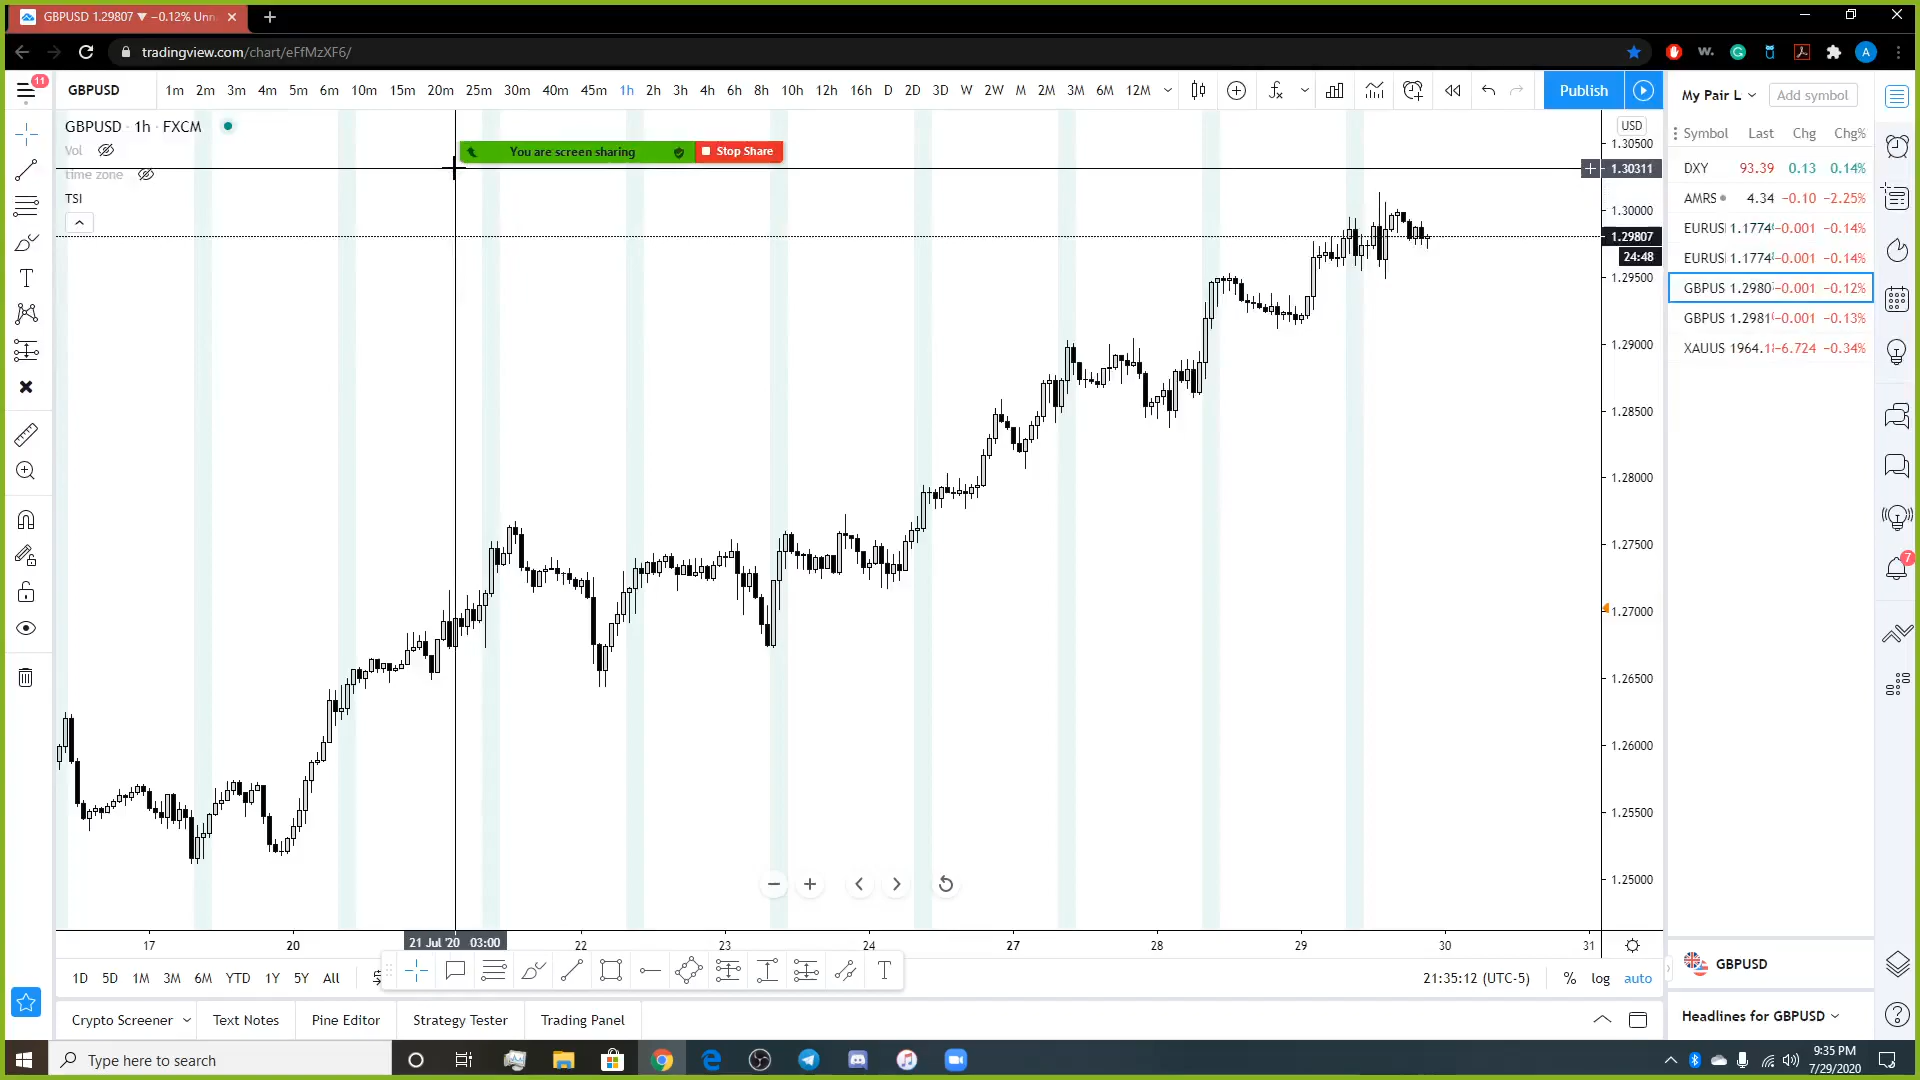 GBPUSD 1.29807 ▼ −0.12% Unn
tradingview.com/chart/eFfMzXF6/
11
GBPUSD
1m 2m 3m 4m 5m 6m 10m 15m 20m 25m 30m 40m 45m 1h 2h 3h 4h 6h 8h 10h 12h 16h D 2D 3D W 2W M 2M 3M 6M 12M
Publish
My Pair L
Add symbol
GBPUSD · 1h · FXCM
Vol
time zone
TSI
You are screen sharing
Stop Share
USD
1.30500
1.30311
1.30000
1.29807
24:48
1.29500
1.29000
1.28500
1.28000
1.27500
1.27000
1.26500
1.26000
1.25500
1.25000
Symbol Last Chg Chg%
DXY 93.39 0.13 0.14%
AMRS 4.34 −0.10 −2.25%
EURUS 1.1774 −0.001 −0.14%
EURUS 1.1774 −0.001 −0.14%
GBPUS 1.2980 −0.001 −0.12%
GBPUS 1.2981 −0.001 −0.13%
XAUUS 1964.1 −6.724 −0.34%
7
17 20 21 Jul '20 03:00 22 23 24 27 28 29 30 31
1D 5D 1M 3M 6M YTD 1Y 5Y All
21:35:12 (UTC-5)
% log auto
GBPUSD
Crypto Screener Text Notes Pine Editor Strategy Tester Trading Panel
Headlines for GBPUSD
Type here to search
9:35 PM
7/29/2020